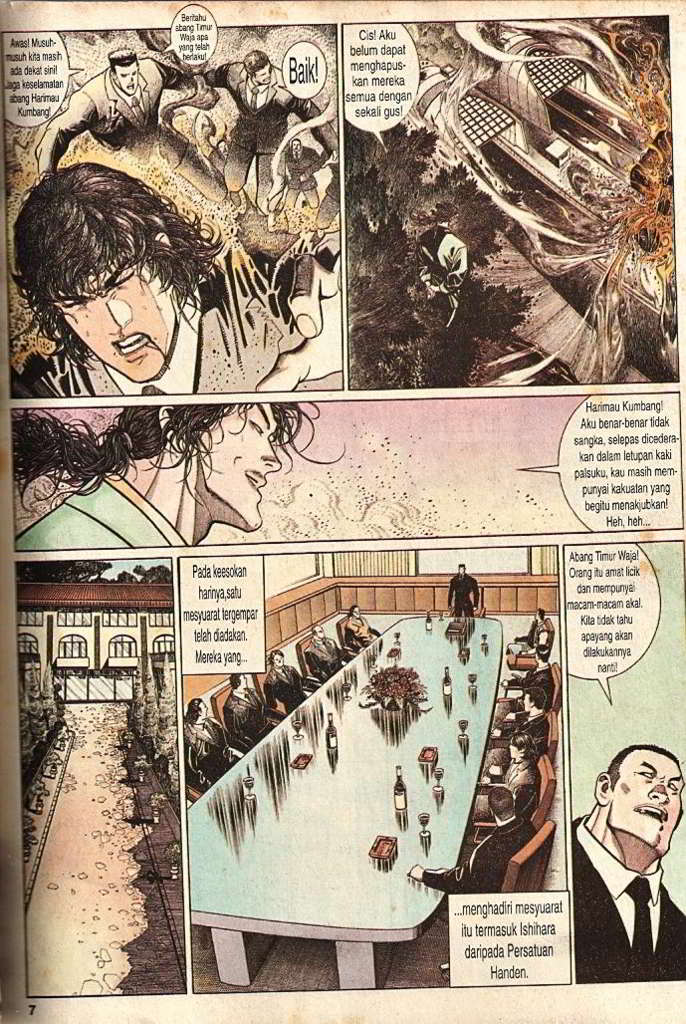 Awas! Musuh-
musuh kita masih
ada dekat sini!
Jaga keselamatan
abang Harimau
Kumbang!
Beritahu
abang Timur
Waja apa
yang telah
berlaku!
Baik!
Cis! Aku
belum dapat
menghapus-
kan mereka
semua dengan
sekali gus!
Harimau Kumbang!
Aku benar-benar tidak
sangka, selepas dicedera-
kan dalam letupan kaki
palsuku, kau masih mem-
punyai kakuatan yang
begitu menakjubkan!
Heh, heh...
Pada keesokan
harinya,satu
mesyuarat tergempar
telah diadakan.
Mereka yang...
...menghadiri mesyuarat
itu termasuk Ishihara
daripada Persatuan
Handen.
Abang Timur Waja!
Orang itu amat licik
dan mempunyai
macam-macam akal.
Kita tidak tahu
apayang akan
dilakukannya
nanti!
7